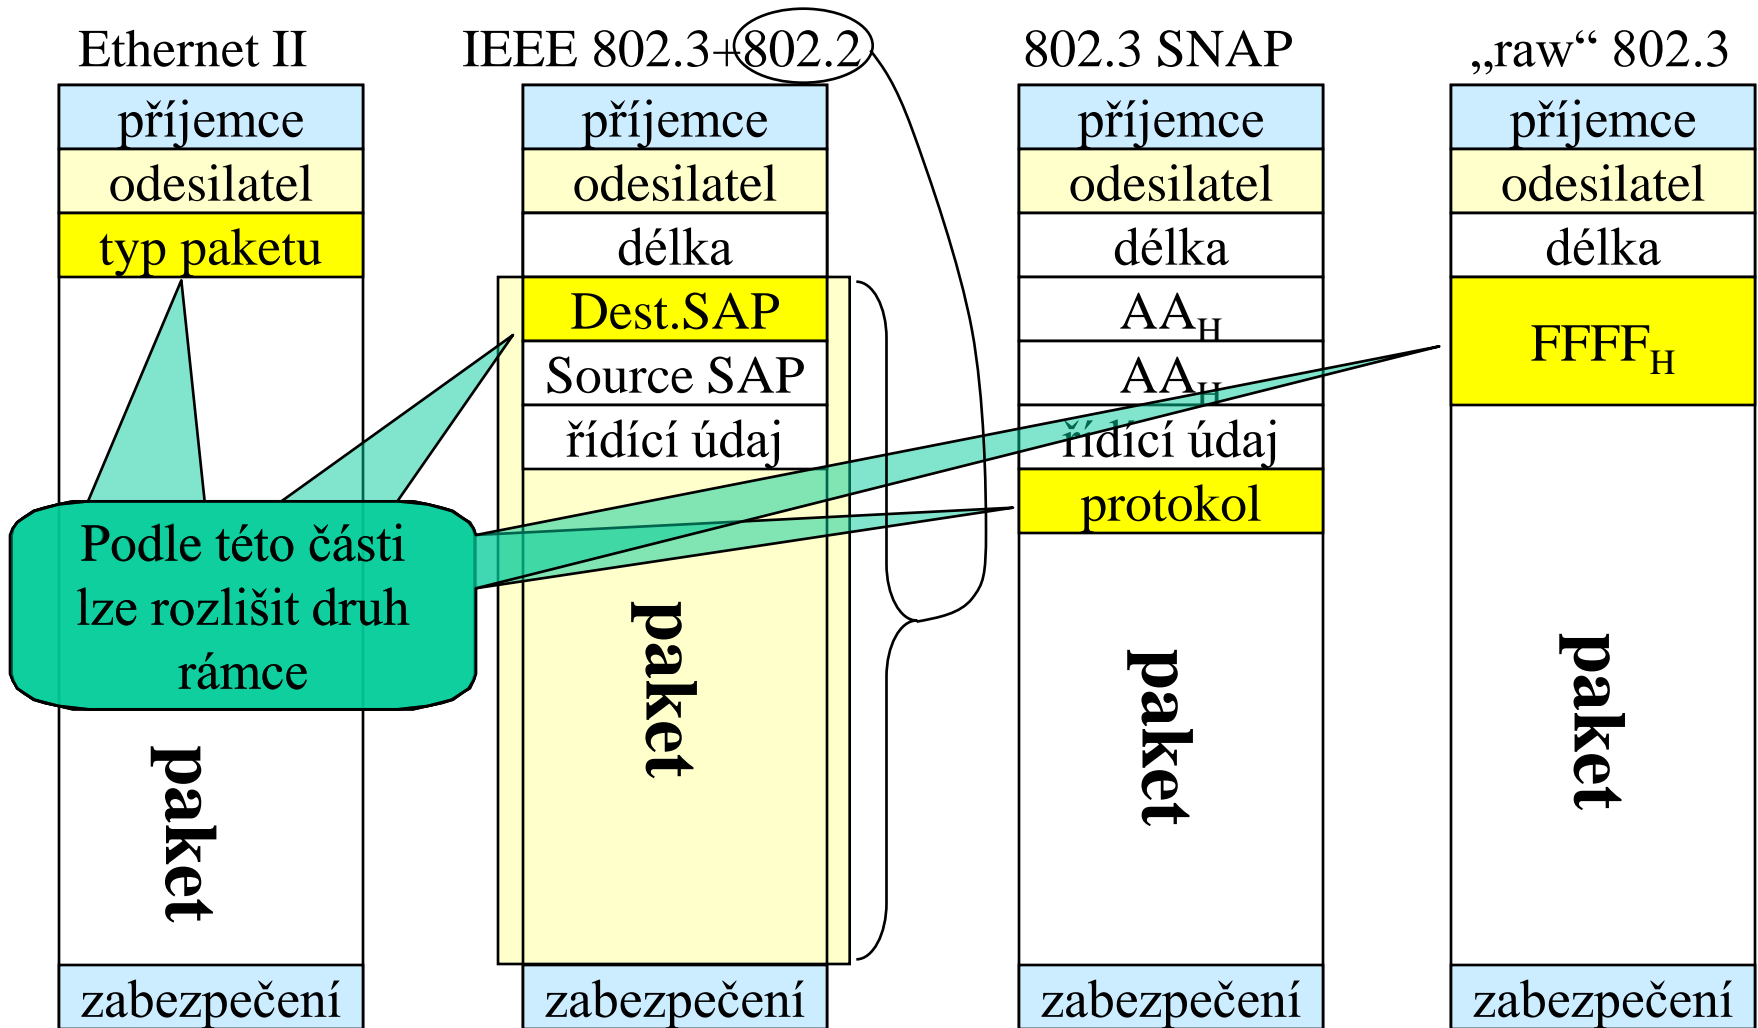 Ethernet II
příjemce
odesilatel
typ paketu
paket
zabezpečení
IEEE 802.3+802.2
příjemce
odesilatel
délka
Dest.SAP
Source SAP
řídící údaj
paket
zabezpečení
802.3 SNAP
příjemce
odesilatel
délka
AAH
AAH
řídící údaj
protokol
paket
zabezpečení
„raw“ 802.3
příjemce
odesilatel
délka
FFFFH
paket
zabezpečení
Podle této části
lze rozlišit druh
rámce